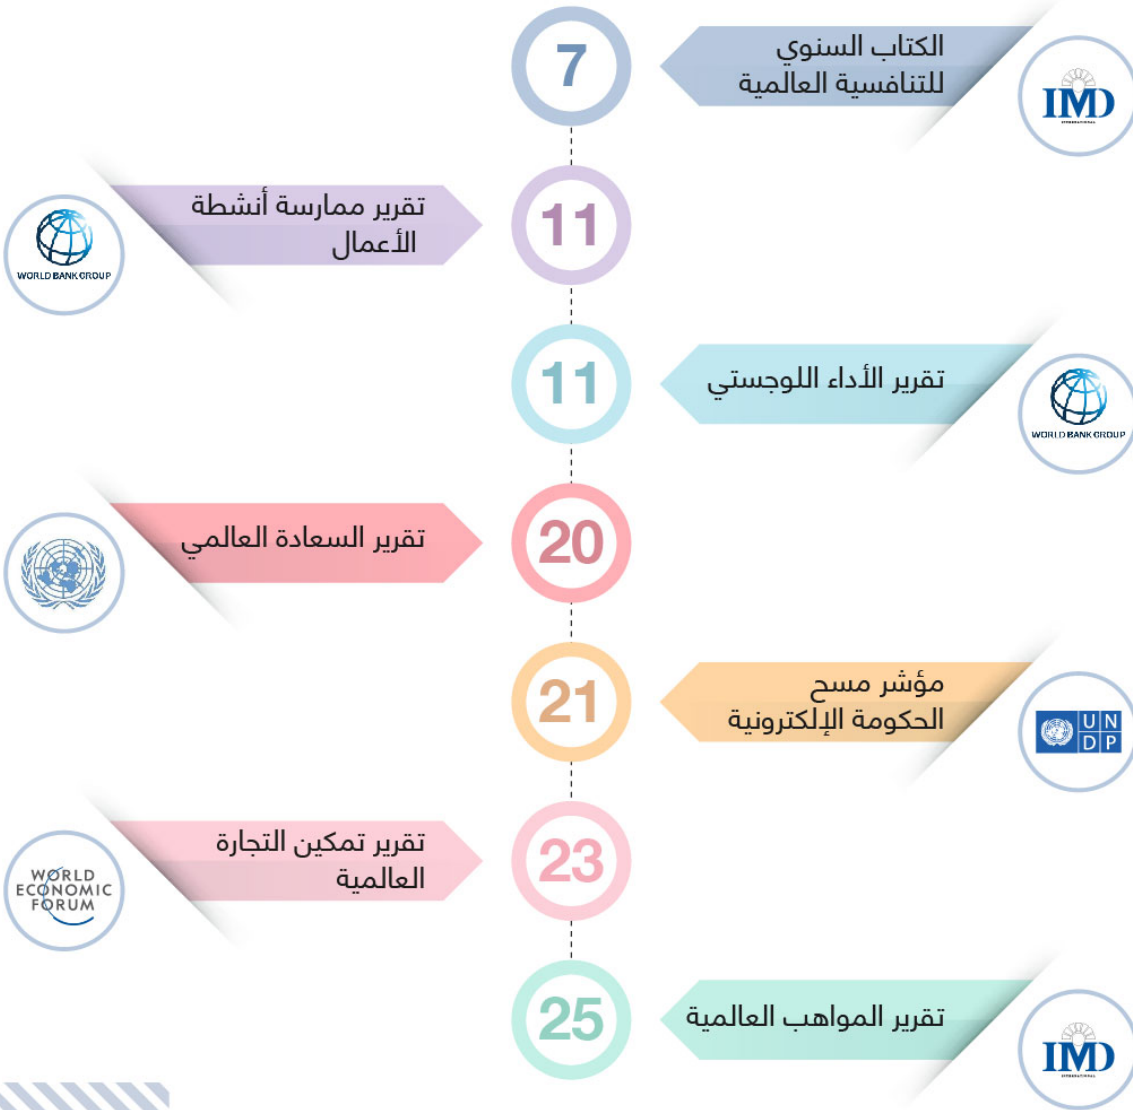 7
الكتاب السنوي
للتنافسية العالمية
IMD
INTERNATIONAL
11
تقرير ممارسة أنشطة
الأعمال
WORLD BANK GROUP
11
تقرير الأداء اللوجستي
WORLD BANK GROUP
20
تقرير السعادة العالمي
21
مؤشر مسح
الحكومة الإلكترونية
UN
DP
23
تقرير تمكين التجارة
العالمية
WORLD
ECONOMIC
FORUM
25
تقرير المواهب العالمية
IMD
INTERNATIONAL